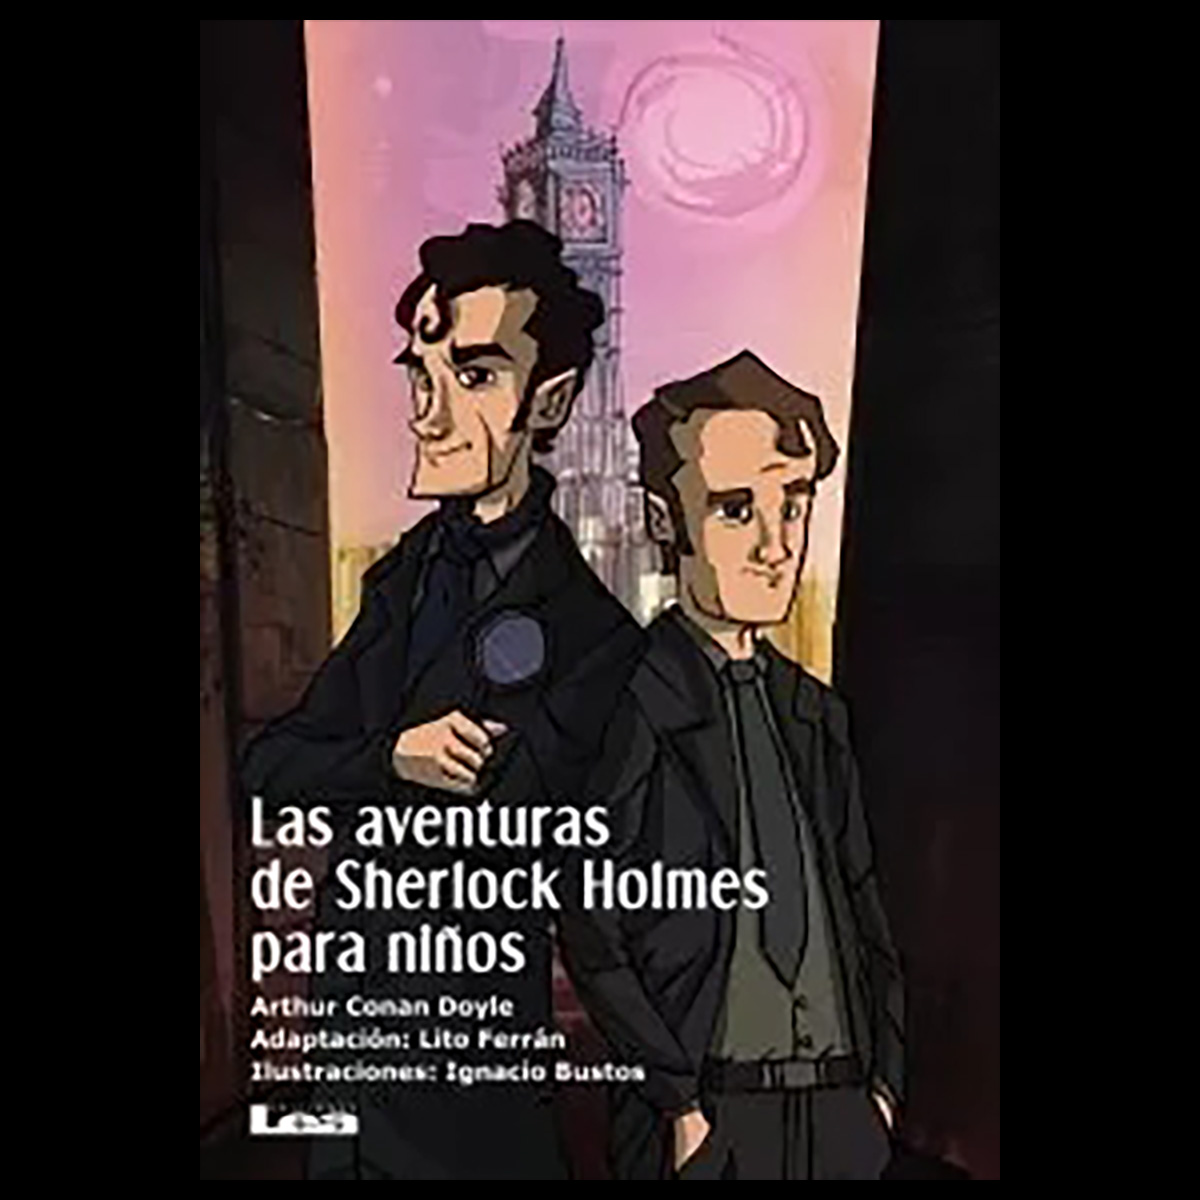 Las aventuras
de Sherlock Holmes
para niños
Arthur Conan Doyle
Adaptación: Lito Ferrán
Ilustraciones: Ignacio Bustos
Lea